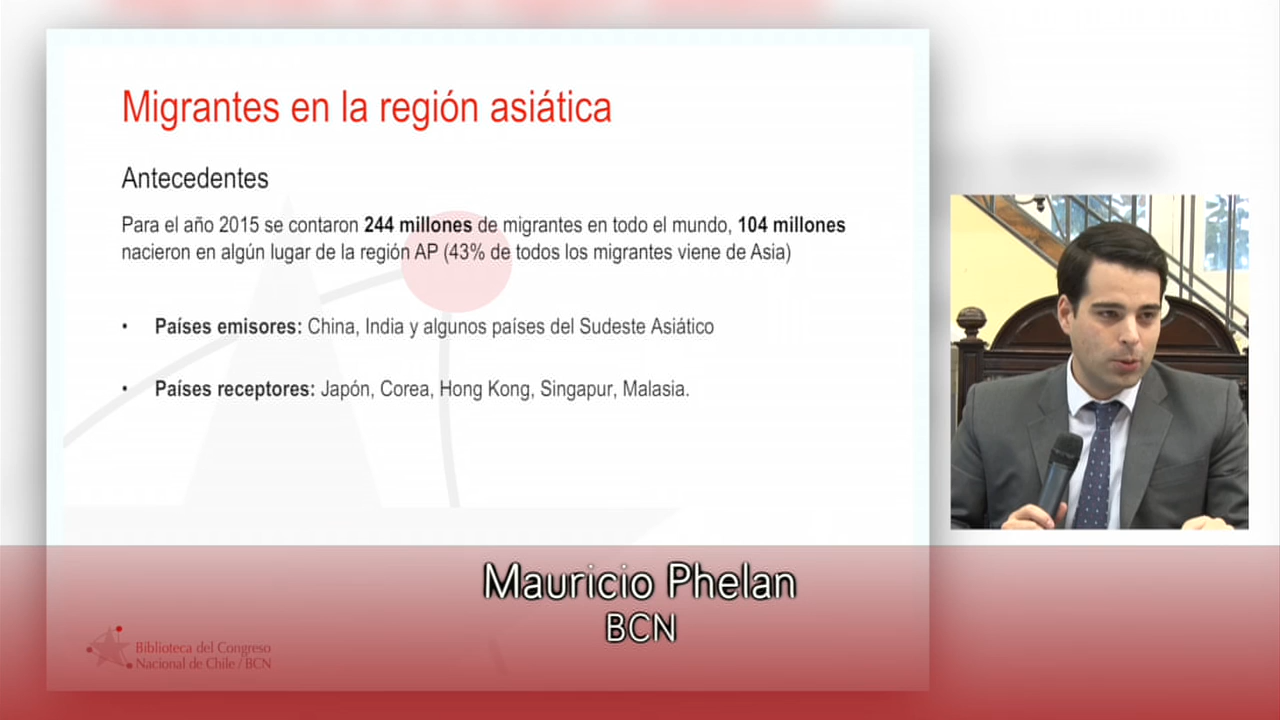 Migrantes en la región asiática
Antecedentes
Para el año 2015 se contaron 244 millones de migrantes en todo el mundo, 104 millones
nacieron en algún lugar de la región AP (43% de todos los migrantes viene de Asia)
• Países emisores: China, India y algunos países del Sudeste Asiático
• Países receptores: Japón, Corea, Hong Kong, Singapur, Malasia.
Mauricio Phelan
BCN
Biblioteca del Congreso
Nacional de Chile / BCN